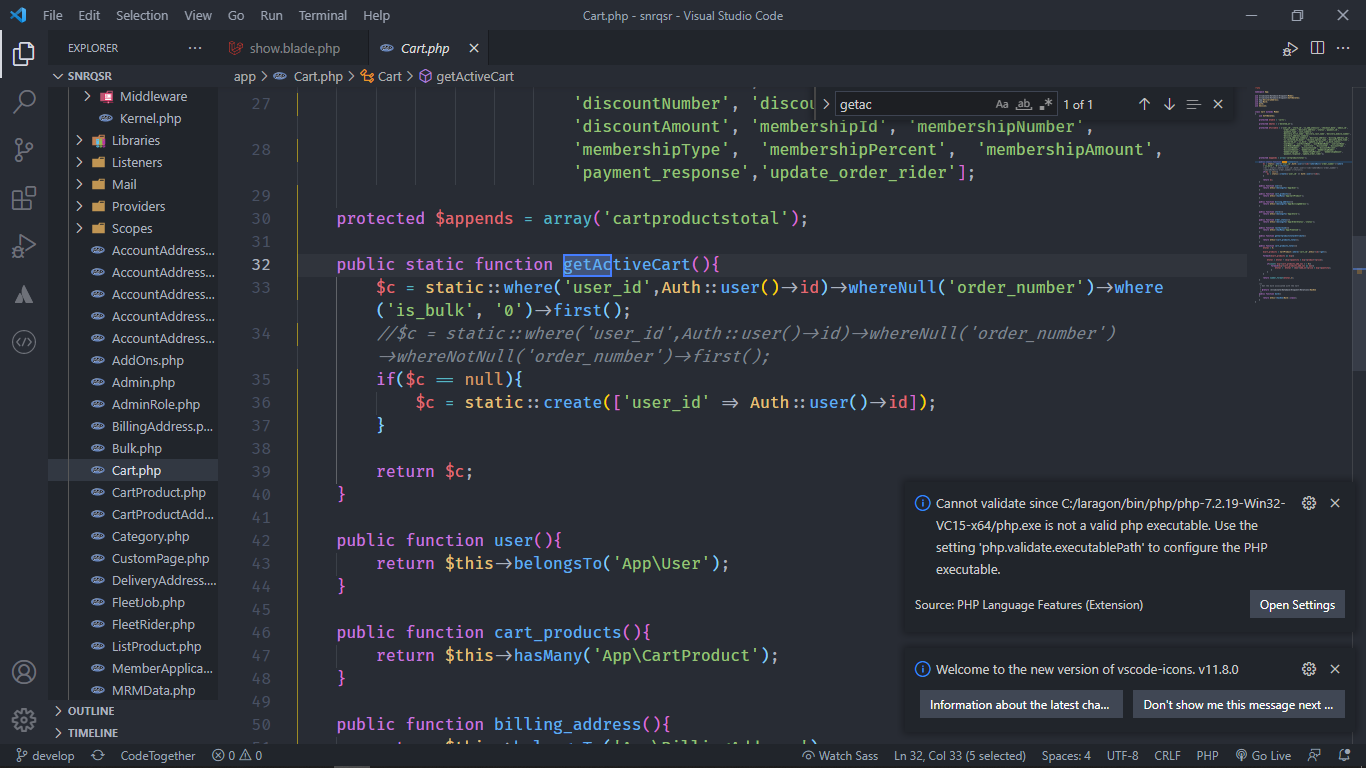 File Edit Selection View Go Run Terminal Help
Cart.php - snrqsr - Visual Studio Code
EXPLORER
show.blade.php
Cart.php
SNRQSR
app > Cart.php > Cart > getActiveCart
Middleware
Kernel.php
Libraries
Listeners
Mail
Providers
Scopes
AccountAddress...
AccountAddress...
AccountAddress...
AccountAddress...
AccountAddress...
AddOns.php
Admin.php
AdminRole.php
BillingAddress.p...
Bulk.php
Cart.php
CartProduct.php
CartProductAdd...
Category.php
CustomPage.php
DeliveryAddress....
FleetJob.php
FleetRider.php
ListProduct.php
MemberApplica...
MRMData.php
OUTLINE
TIMELINE
getac Aa ab 1 of 1
27 'discountNumber', 'discou
'discountAmount', 'membershipId', 'membershipNumber',
28 'membershipType', 'membershipPercent', 'membershipAmount',
'payment_response','update_order_rider'];
29
30 protected $appends = array('cartproductstotal');
31
32 public static function getActiveCart(){
33 $c = static::where('user_id',Auth::user()->id)->whereNull('order_number')->where
('is_bulk', '0')->first();
34 //$c = static::where('user_id',Auth::user()->id)->whereNull('order_number')
->whereNotNull('order_number')->first();
35 if($c == null){
36 $c = static::create(['user_id' => Auth::user()->id]);
37 }
38
39 return $c;
40 }
41
42 public function user(){
43 return $this->belongsTo('App\User');
44 }
45
46 public function cart_products(){
47 return $this->hasMany('App\CartProduct');
48 }
49
50 public function billing_address(){
Cannot validate since C:/laragon/bin/php/php-7.2.19-Win32-
VC15-x64/php.exe is not a valid php executable. Use the
setting 'php.validate.executablePath' to configure the PHP
executable.
Source: PHP Language Features (Extension)
Open Settings
Welcome to the new version of vscode-icons. v11.8.0
Information about the latest cha...
Don't show me this message next ...
develop CodeTogether 0 0 Watch Sass Ln 32, Col 33 (5 selected) Spaces: 4 UTF-8 CRLF PHP Go Live